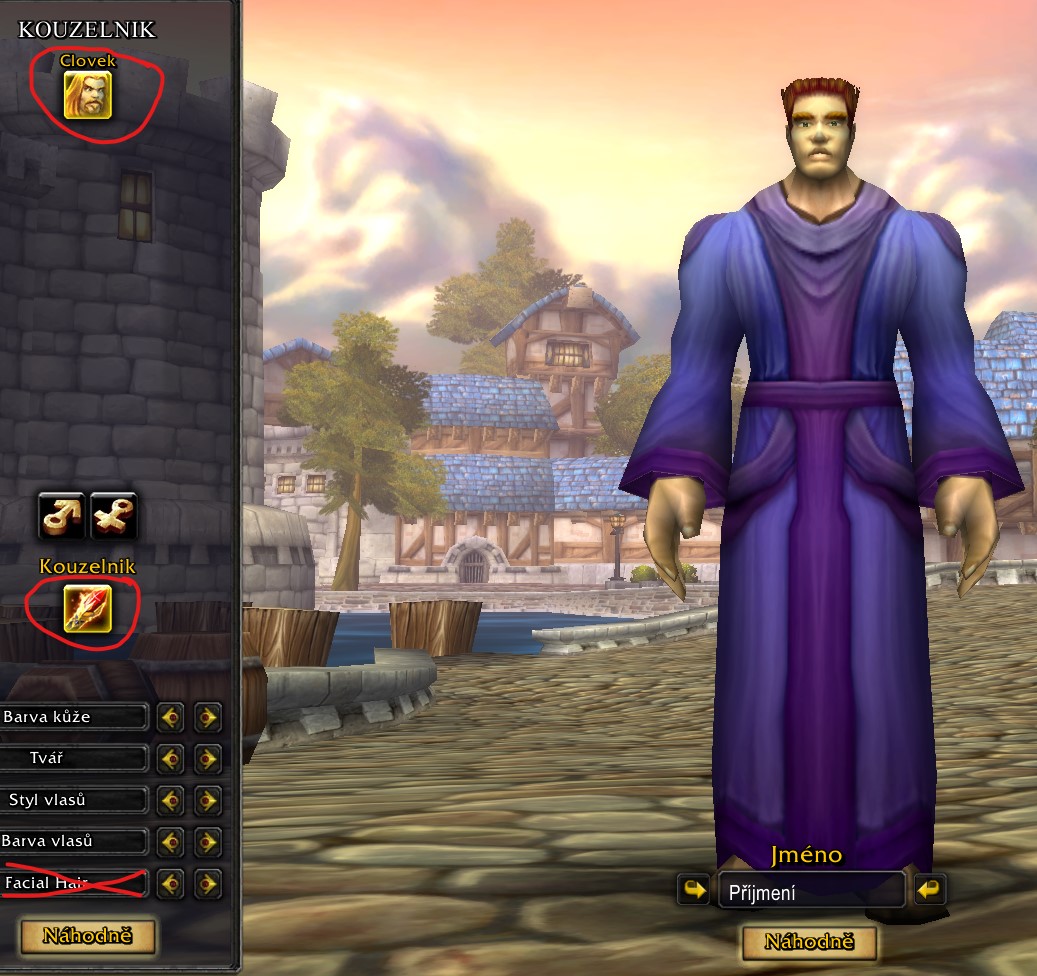 KOUZELNIK
Clovek
Kouzelnik
Barva kůže
Tvář
Styl vlasů
Barva vlasů
Facial Hair
Náhodně
Jméno
Příjmení
Náhodně